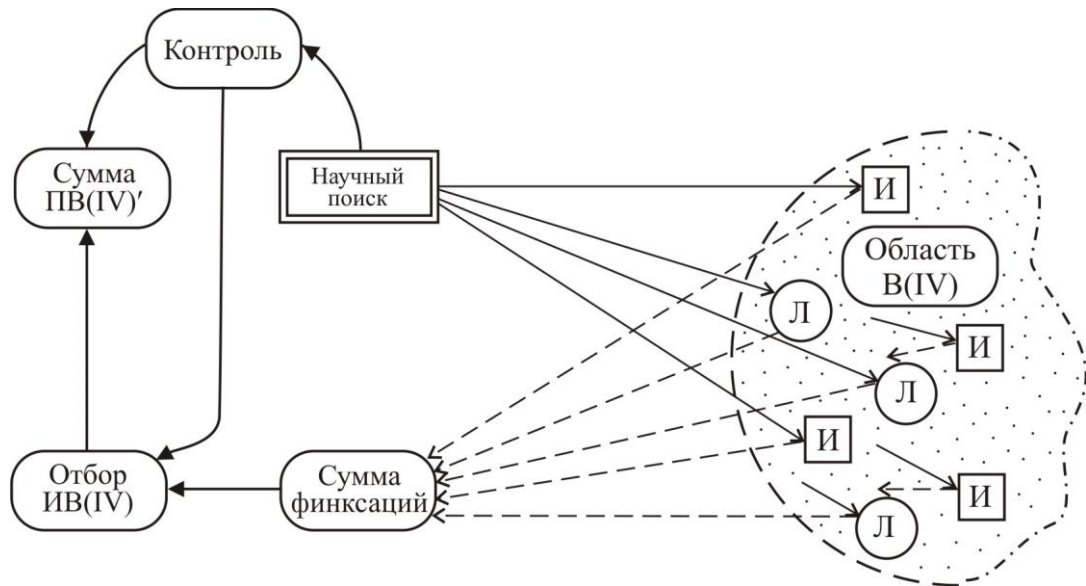 Контроль
Сумма
ПВ(IV)′
Научный
поиск
И
Область
В(IV)
Л
И
Л
И
Отбор
ИВ(IV)
Сумма
финксаций
И
Л